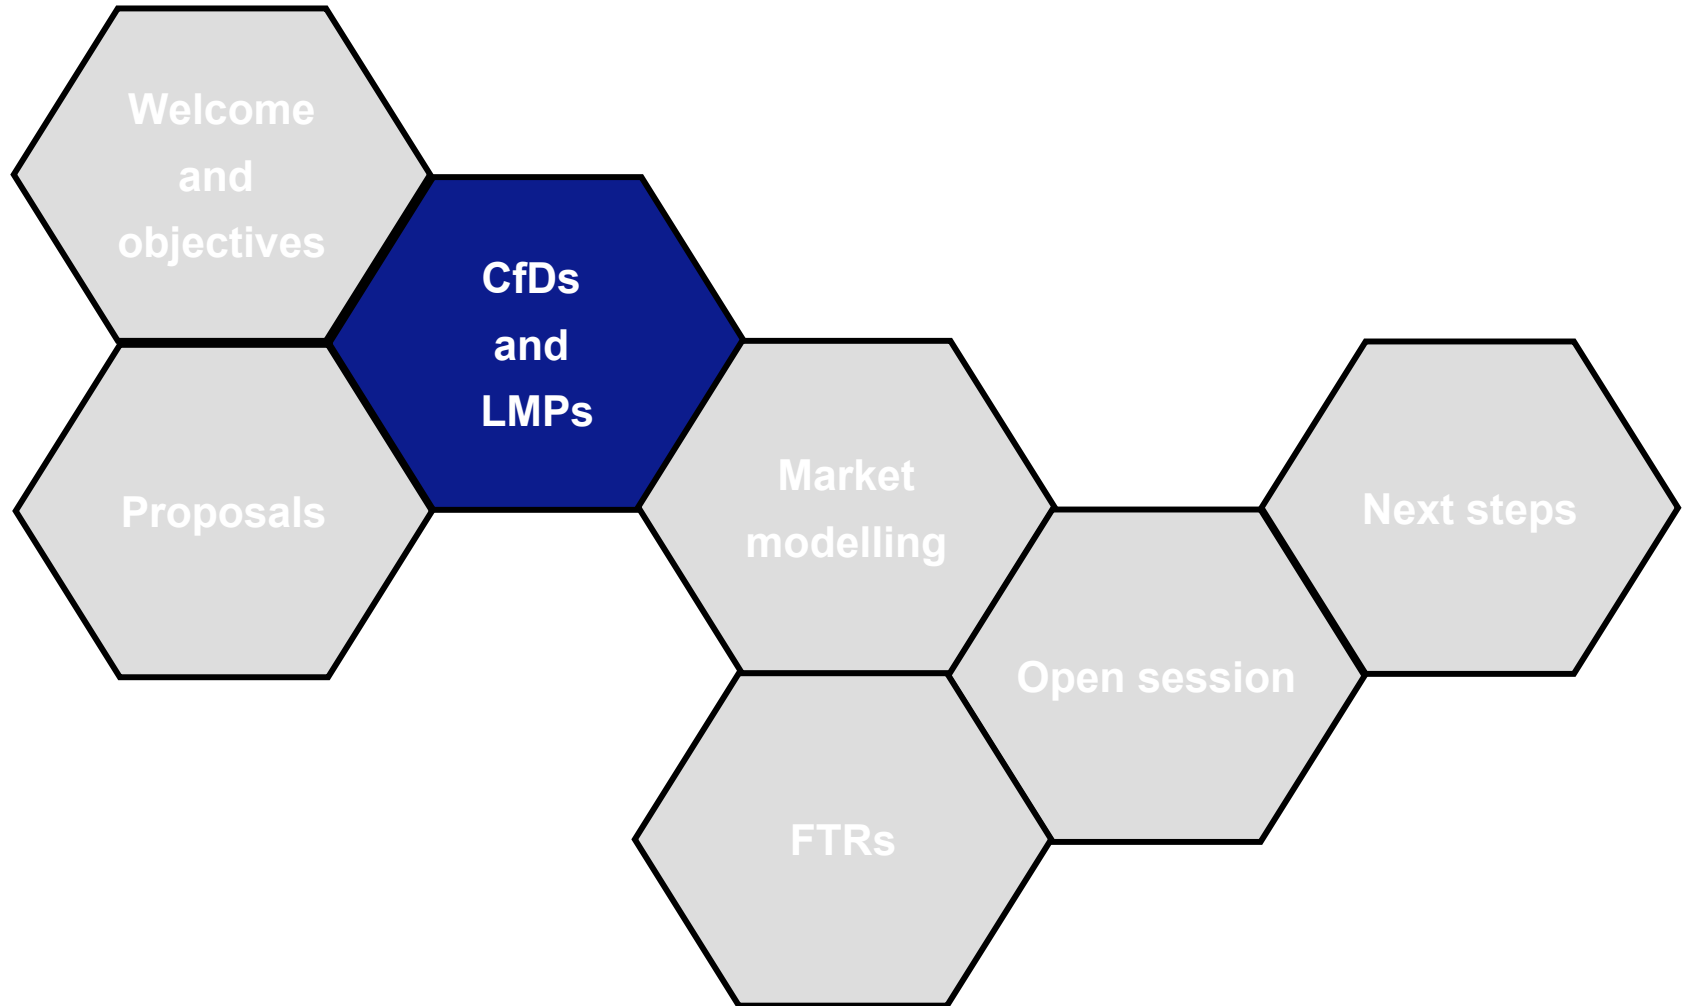 Welcome
and
objectives
Proposals
CfDs
and
LMPs
Market
modelling
FTRs
Open session
Next steps